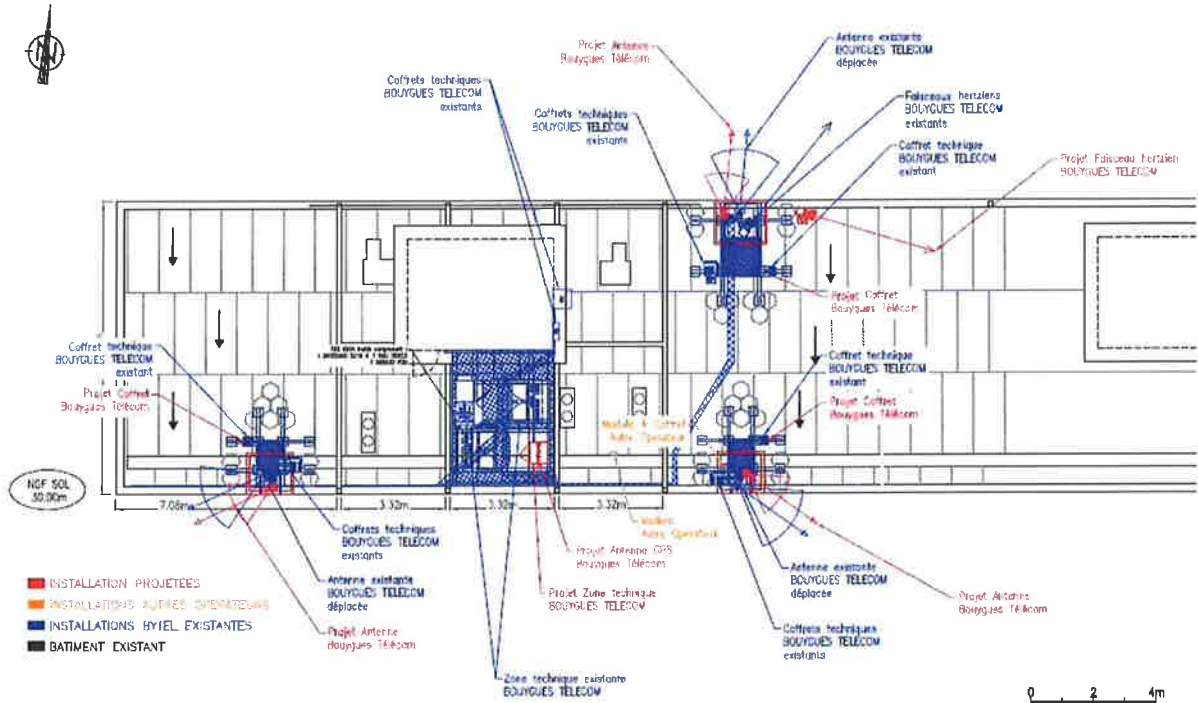 Projet Antenne
Bouygues Télécom
Antenne existante
BOUYGUES TELECOM
déplacée
Coffrets techniques
BOUYGUES TELECOM
existants
Coffrets techniques
BOUYGUES TELECOM
existants
Faisceaux hertziens
BOUYGUES TELECOM
existants
Coffret technique
BOUYGUES TELECOM
existant
Projet Faisceau hertzien
BOUYGUES TELECOM
Projet Coffret
Bouygues Télécom
Coffret technique
BOUYGUES TELECOM
existant
Projet Coffret
Bouygues Télécom
Coffret technique
BOUYGUES TELECOM
existant
Projet Coffret
Bouygues Télécom
Module & Coffret
Autre Operateur
NGF SOL
30.00m
7.08m
3.32m
3.32m
3.32m
Coffrets techniques
BOUYGUES TELECOM
existants
Autre Operateur
Projet Antenne GPS
Bouygues Télécom
Antenne existante
BOUYGUES TELECOM
déplacée
Projet Zone technique
BOUYGUES TELECOM
Antenne existante
BOUYGUES TELECOM
déplacée
Projet Antenne
Bouygues Télécom
Projet Antenne
Bouygues Télécom
Coffrets techniques
BOUYGUES TELECOM
existants
Zone technique existante
BOUYGUES TELECOM
INSTALLATION PROJETEES
INSTALLATIONS AUTRES OPERATEURS
INSTALLATIONS BYTEL EXISTANTES
BATIMENT EXISTANT
0 2 4m